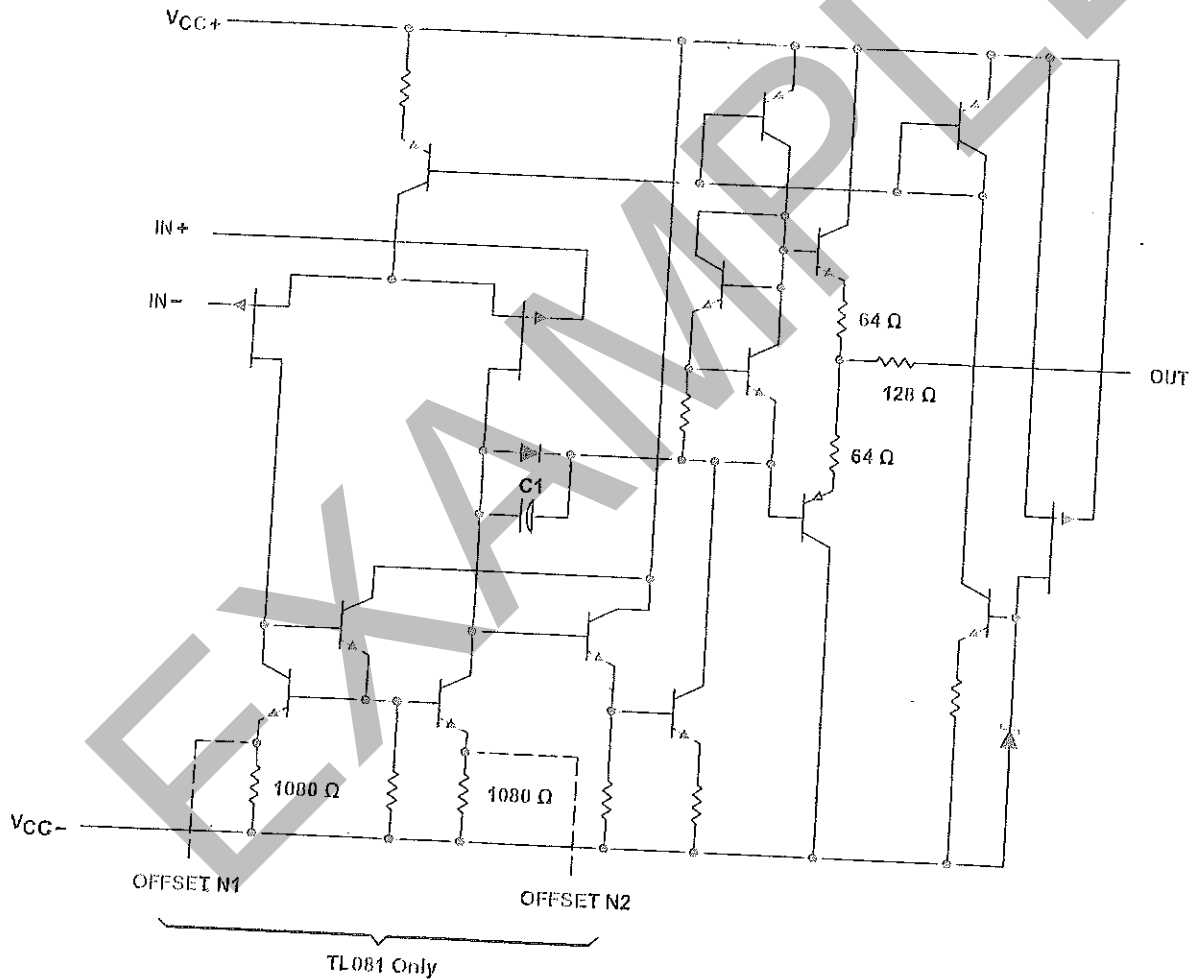 VCC+
IN+
IN-
64 Ω
128 Ω
OUT
64 Ω
C1
1080 Ω
1080 Ω
VCC-
OFFSET N1
OFFSET N2
TL081 Only
EXAMPLE